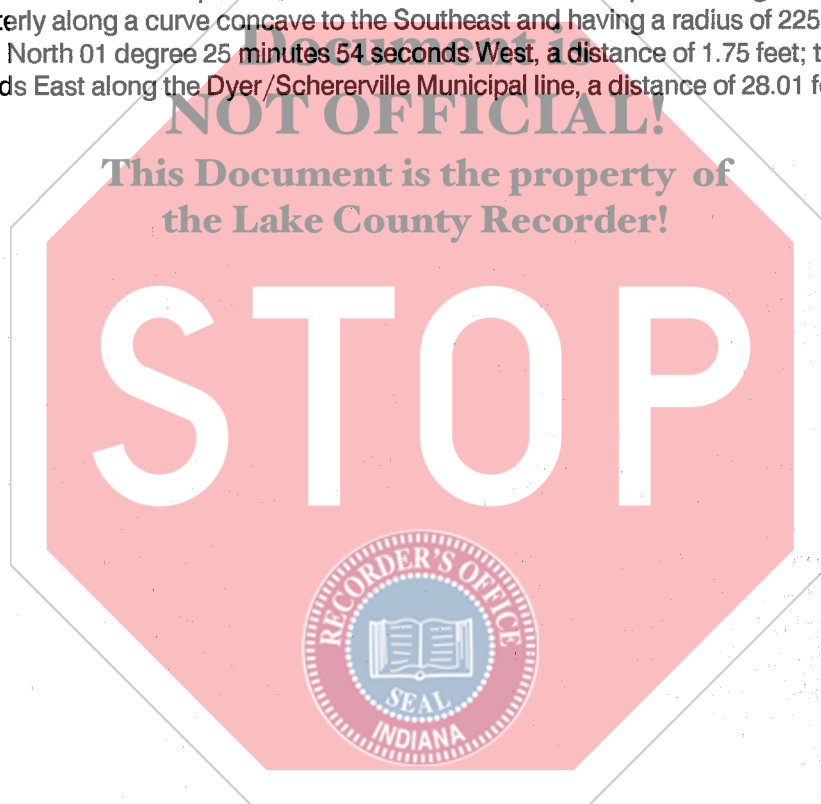 terly along a curve concave to the Southeast and having a radius of 225
North 01 degree 25 minutes 54 seconds West, a distance of 1.75 feet; t
ds East along the Dyer/Schererville Municipal line, a distance of 28.01 f
Document is
NOT OFFICIAL!
This Document is the property of
the Lake County Recorder!
STOP
RECORDER'S OFFICE
SEAL
INDIANA